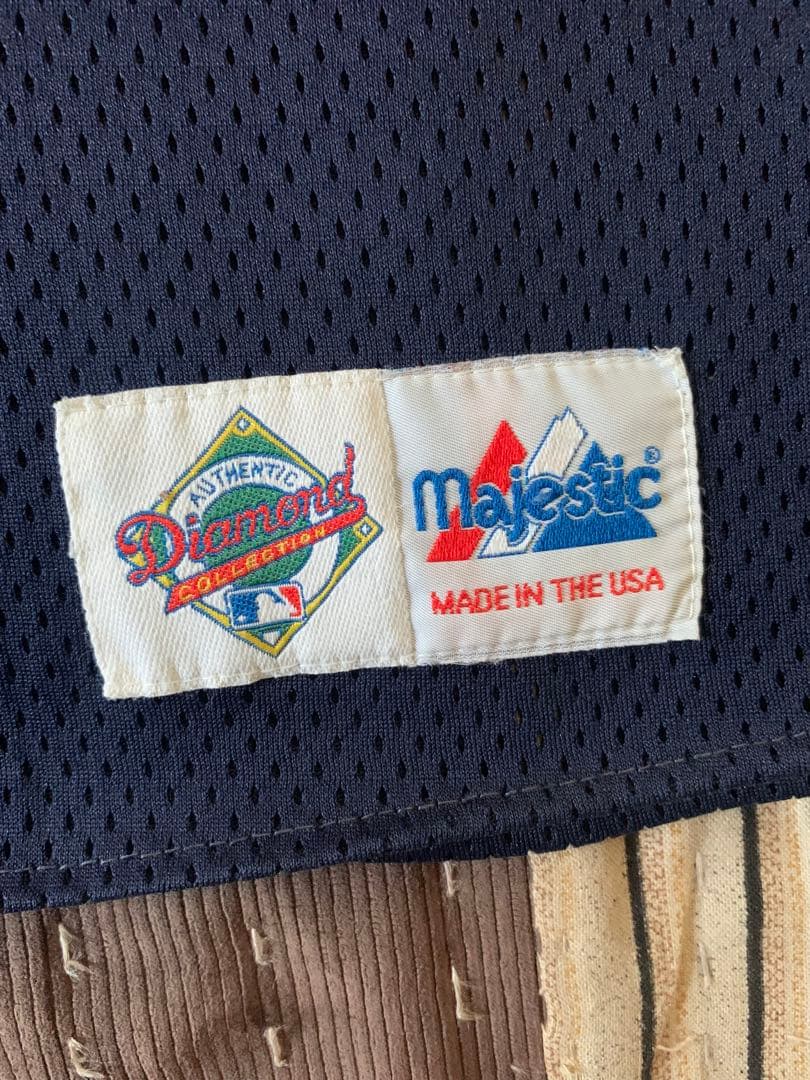 AUTHENTIC
Diamond
COLLECTION
Majestic®
MADE IN THE USA